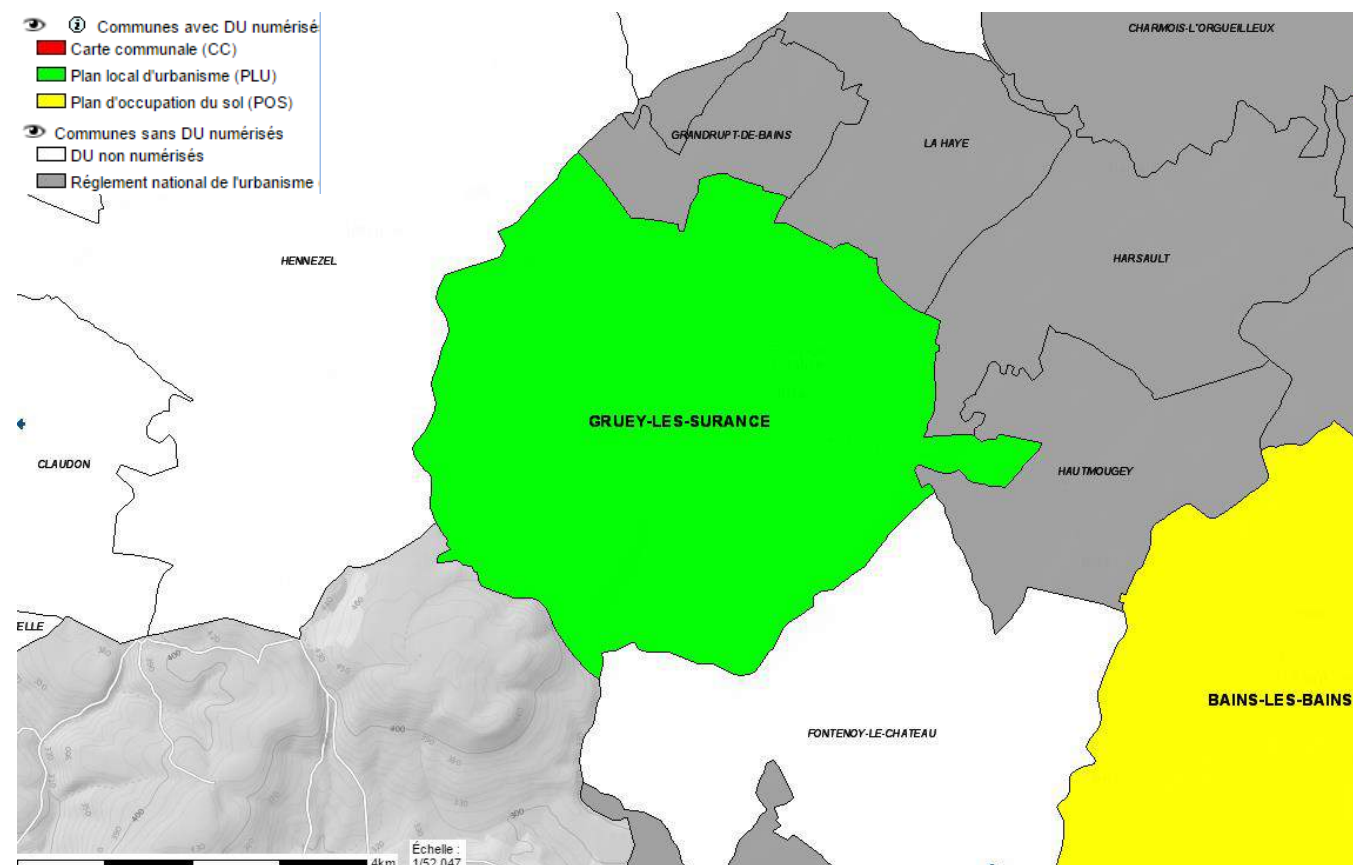 Communes avec DU numérisé
Carte communale (CC)
Plan local d'urbanisme (PLU)
Plan d'occupation du sol (POS)
Communes sans DU numérisés
DU non numérisés
Réglement national de l'urbanisme
CHARMOIS-L'ORGUEILLEUX
GRANDRUPT-DE-BAINS
LA HAYE
HENNEZEL
HARSAULT
GRUEY-LES-SURANCE
CLAUDON
HAUTMOUGEY
ELLE
BAINS-LES-BAINS
FONTENOY-LE-CHATEAU
Échelle :
4km 1/52 047